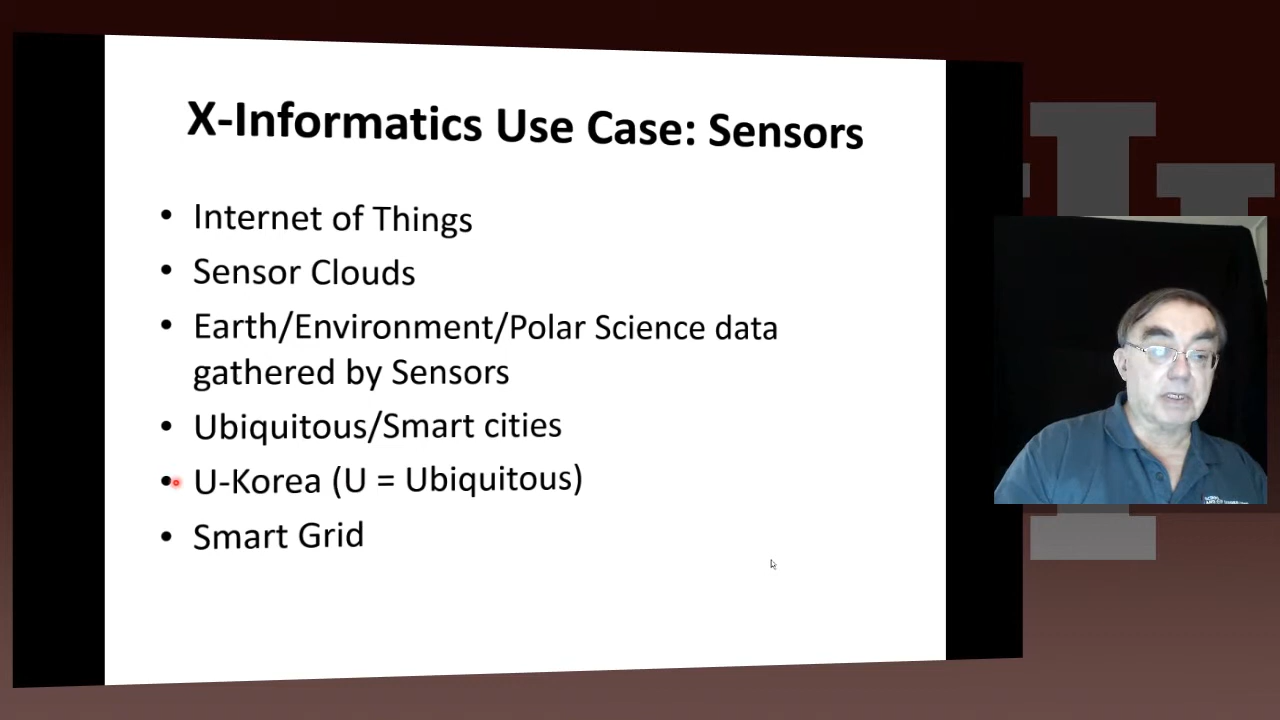 X-Informatics Use Case: Sensors
• Internet of Things
• Sensor Clouds
• Earth/Environment/Polar Science data
gathered by Sensors
• Ubiquitous/Smart cities
• U-Korea (U = Ubiquitous)
• Smart Grid